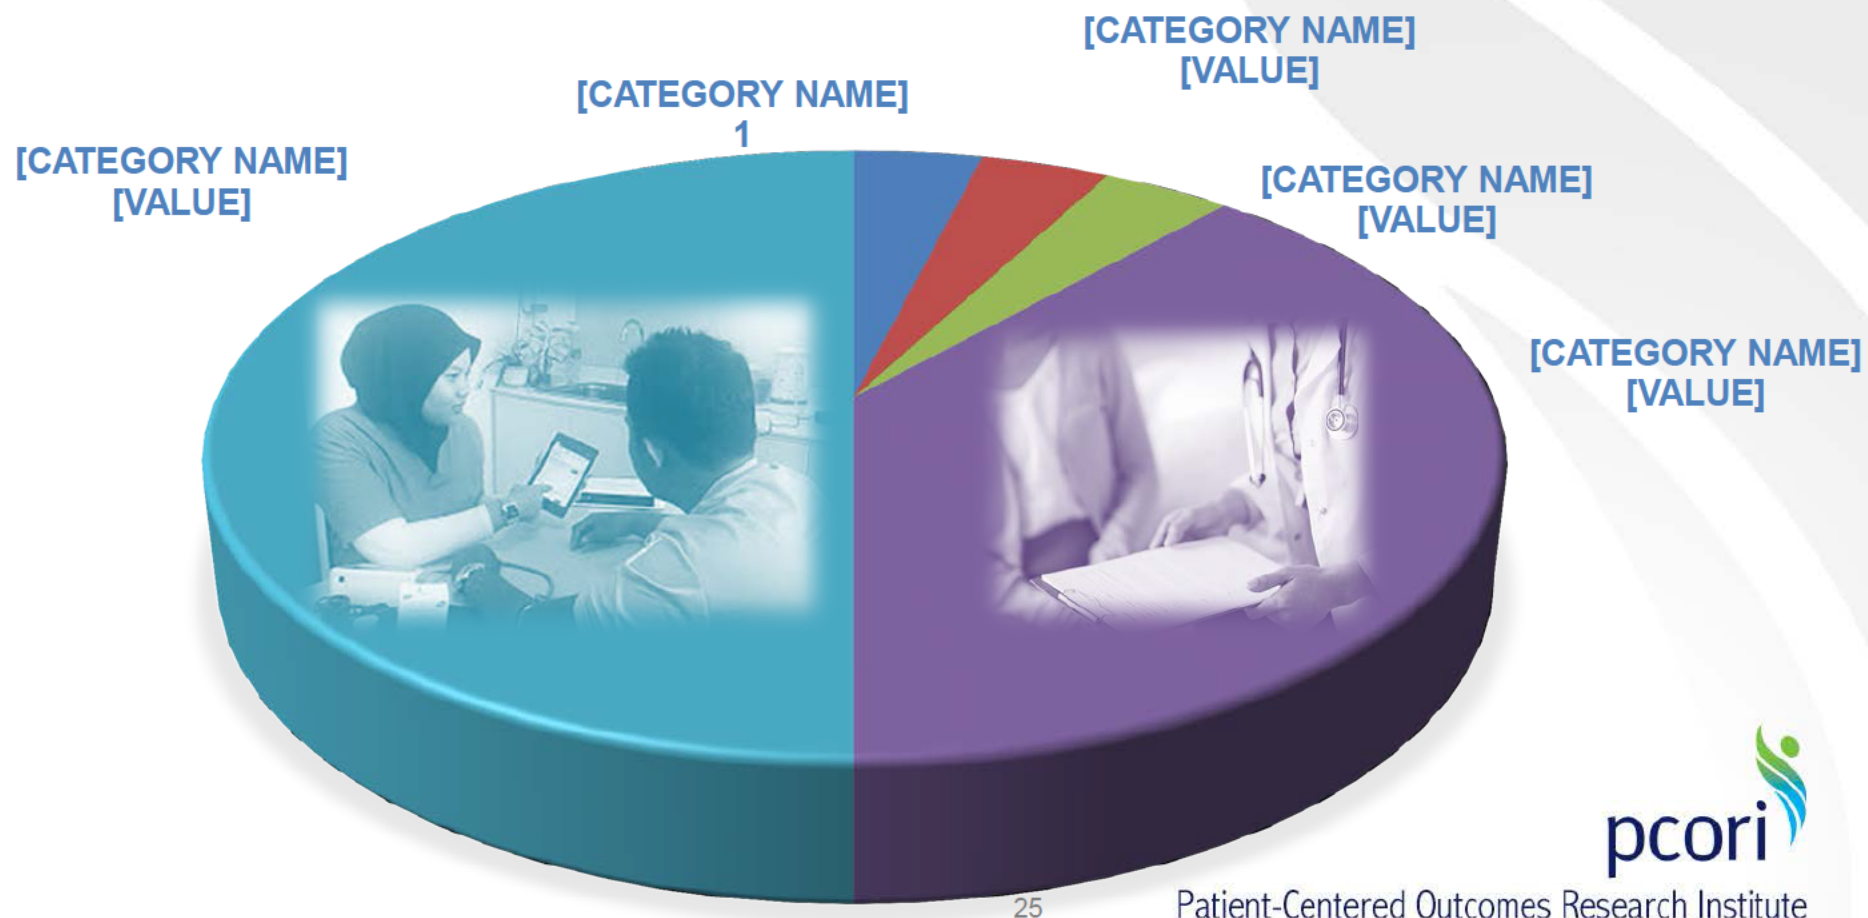 [CATEGORY NAME]
[VALUE]
[CATEGORY NAME]
1
[CATEGORY NAME]
[VALUE]
[CATEGORY NAME]
[VALUE]
[CATEGORY NAME]
[VALUE]
pcori
25
Patient-Centered Outcomes Research Institute